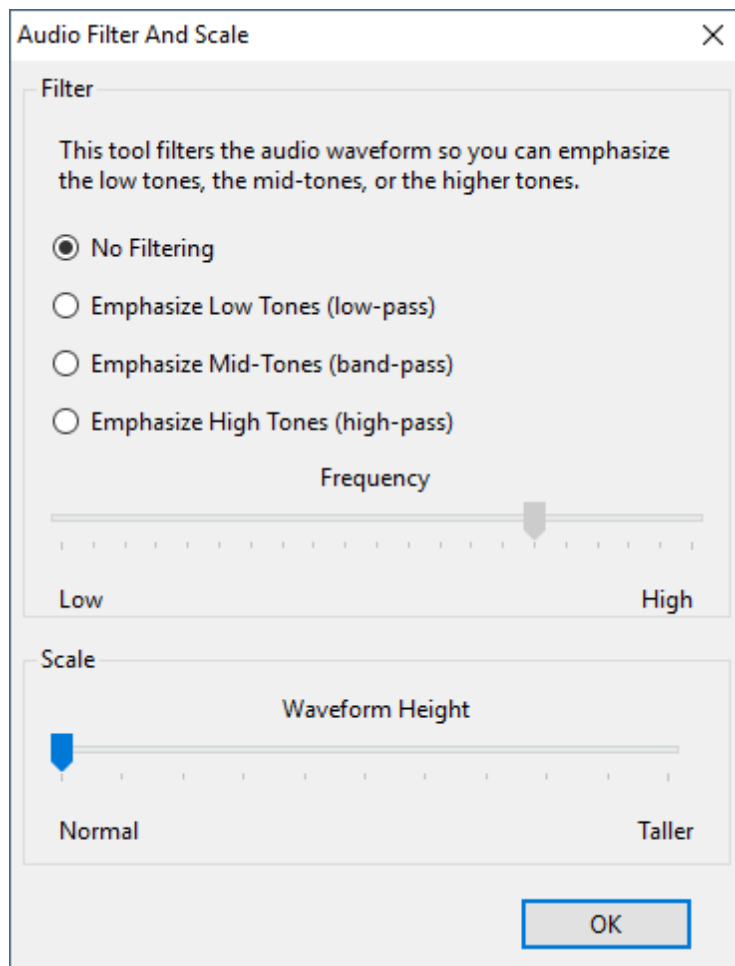 Audio Filter And Scale
Filter
This tool filters the audio waveform so you can emphasize
the low tones, the mid-tones, or the higher tones.
No Filtering
Emphasize Low Tones (low-pass)
Emphasize Mid-Tones (band-pass)
Emphasize High Tones (high-pass)
Frequency
Low High
Scale
Waveform Height
Normal Taller
OK